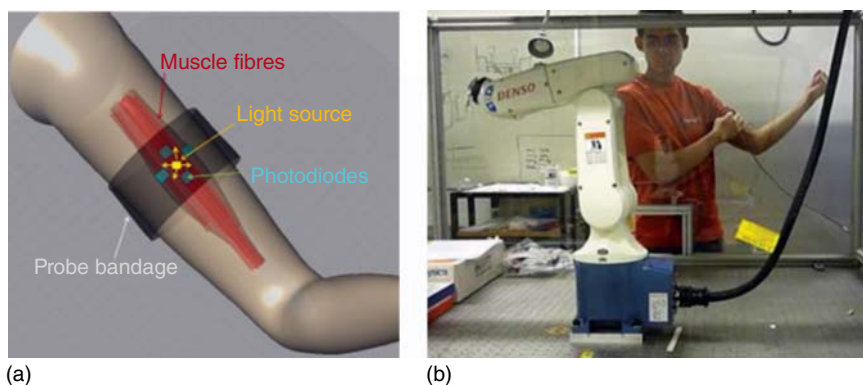 Muscle fibres
Light source
Photodiodes
Probe bandage
(a)
DENSO
(b)